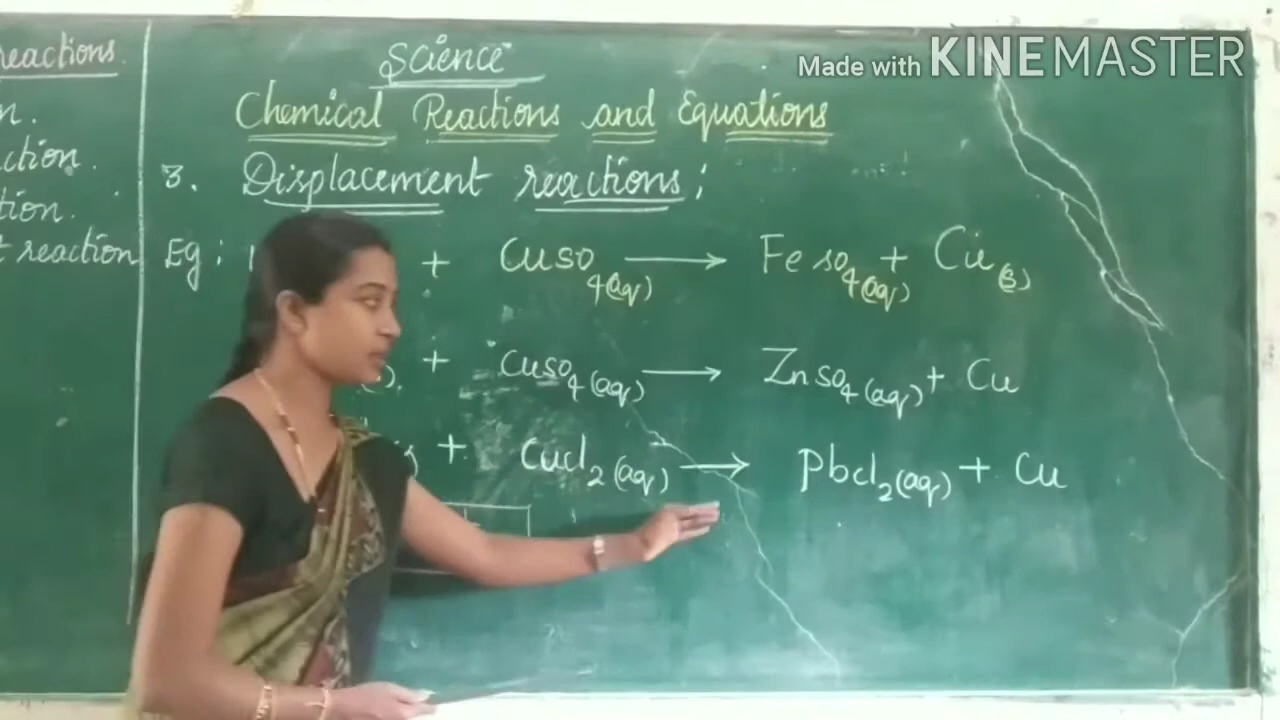 Made with KINEMASTER
reactions.
n.
ction.
tion.
t reaction
Science
Chemical Reactions and Equations
3. Displacement reactions;
Eg: + Cuso4(aq) ⟶ Feso4(aq) + Cu(s)
+ Cuso4(aq) ⟶ Znso4(aq) + Cu
+ Cucl2(aq) ⟶ pbcl2(aq) + Cu